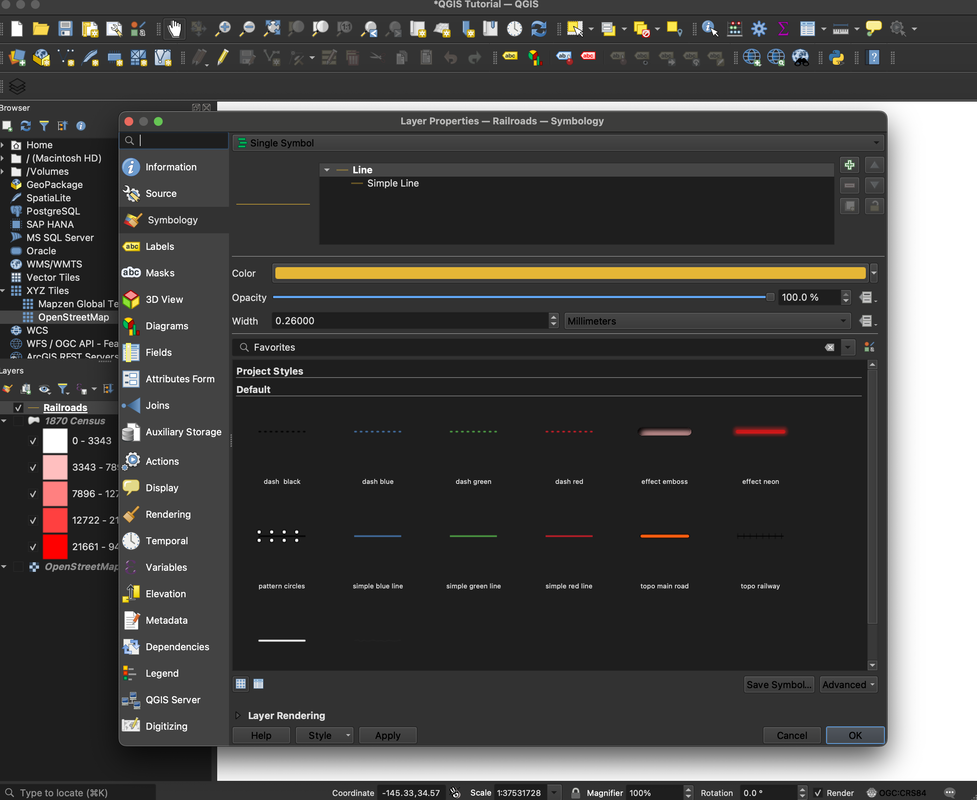 *QGIS Tutorial — QGIS
Browser
Home
/ (Macintosh HD)
/Volumes
GeoPackage
SpatiaLite
PostgreSQL
SAP HANA
MS SQL Server
Oracle
WMS/WMTS
Vector Tiles
XYZ Tiles
Mapzen Global Te
OpenStreetMap
WCS
WFS / OGC API - Fea
ArcGIS REST Servers
Layers
Railroads
1870 Census
0 - 3343
3343 - 789
7896 - 127
12722 - 21
21661 - 94
OpenStreetMap
Layer Properties — Railroads — Symbology
Information
Source
Symbology
abc Labels
abc Masks
3D View
Diagrams
Fields
Attributes Form
Joins
Auxiliary Storage
Actions
Display
Rendering
Temporal
Variables
Elevation
Metadata
Dependencies
Legend
QGIS Server
Digitizing
Single Symbol
Line
Simple Line
Color
Opacity 100.0 %
Width 0.26000 Millimeters
Favorites
Project Styles
Default
dash black
dash blue
dash green
dash red
effect emboss
effect neon
pattern circles
simple blue line
simple green line
simple red line
topo main road
topo railway
Save Symbol... Advanced
Layer Rendering
Help Style Apply Cancel OK
Type to locate (⌘K) Coordinate -145.33,34.57 Scale 1:37531728 Magnifier 100% Rotation 0.0 ° Render OGC:CRS84